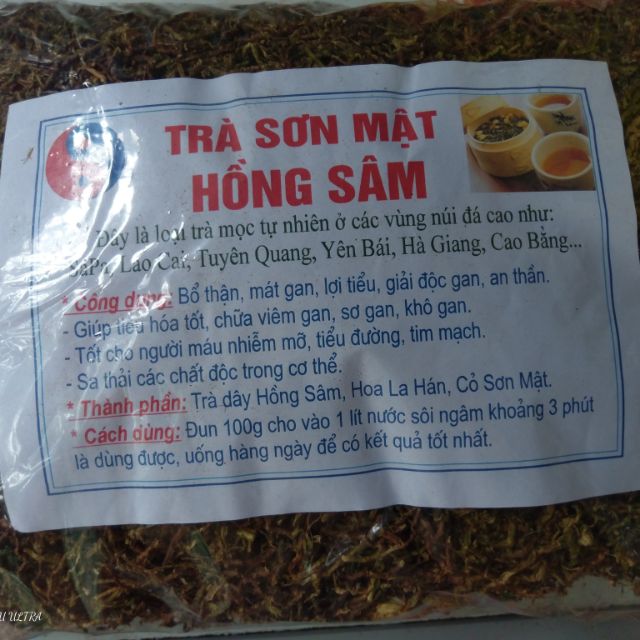 TRÀ SƠN MẬT
HỒNG SÂM
Đây là loại trà mọc tự nhiên ở các vùng núi đá cao như:
SaPa, Lào Cai, Tuyên Quang, Yên Bái, Hà Giang, Cao Bằng...
* Công dụng: Bổ thận, mát gan, lợi tiểu, giải độc gan, an thần.
- Giúp tiêu hóa tốt, chữa viêm gan, sơ gan, khô gan.
- Tốt cho người máu nhiễm mỡ, tiểu đường, tim mạch.
- Sa thải các chất độc trong cơ thể.
* Thành phần: Trà dây Hồng Sâm, Hoa La Hán, Cỏ Sơn Mật.
* Cách dùng: Đun 100g cho vào 1 lít nước sôi ngâm khoảng 3 phút
là dùng được, uống hàng ngày để có kết quả tốt nhất.
ULTRA